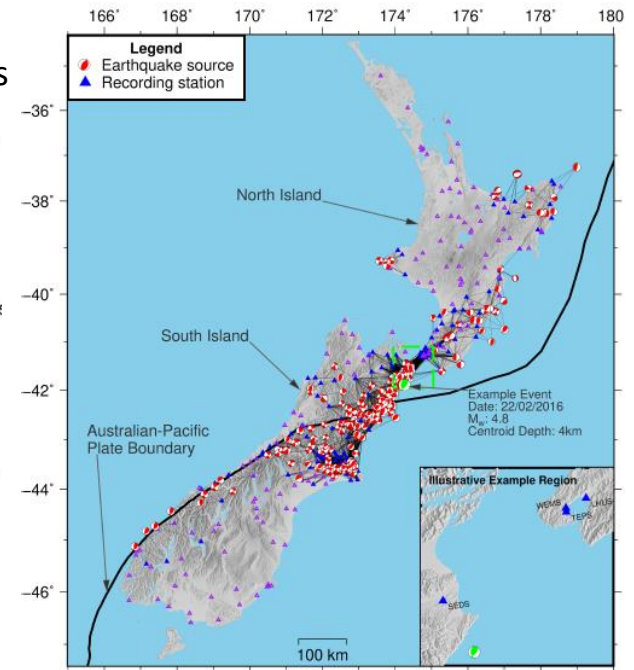 166° 168° 170° 172° 174° 176° 178° 180
Legend
Earthquake source
Recording station
s
−36°
North Island
−38°
−40°
*
South Island
−42°
Example Event
Date: 22/02/2016
Mw: 4.8
Centroid Depth: 4km
Australian-Pacific
Plate Boundary
−44°
Illustrative Example Region
WEMS
LHUS
TEPS
−46°
SEDS
100 km